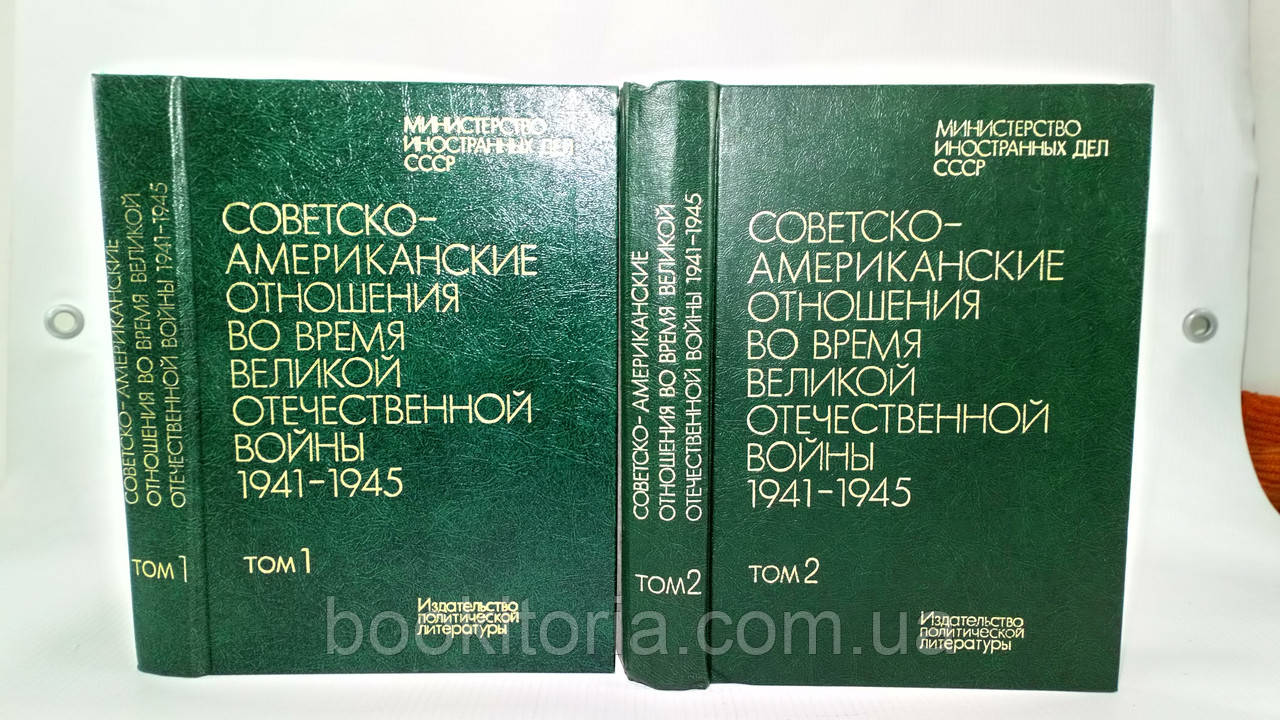 СОВЕТСКО-АМЕРИКАНСКИЕ
ОТНОШЕНИЯ ВО ВРЕМЯ ВЕЛИКОЙ
ОТЕЧЕСТВЕННОЙ ВОЙНЫ 1941-1945
ТОМ 1
МИНИСТЕРСТВО
ИНОСТРАННЫХ ДЕЛ
СССР
СОВЕТСКО-
АМЕРИКАНСКИЕ
ОТНОШЕНИЯ
ВО ВРЕМЯ
ВЕЛИКОЙ
ОТЕЧЕСТВЕННОЙ
ВОЙНЫ
1941-1945
ТОМ 1
Издательство
политической
литературы
СОВЕТСКО-АМЕРИКАНСКИЕ
ОТНОШЕНИЯ ВО ВРЕМЯ ВЕЛИКОЙ
ОТЕЧЕСТВЕННОЙ ВОЙНЫ 1941-1945
ТОМ 2
МИНИСТЕРСТВО
ИНОСТРАННЫХ ДЕЛ
СССР
СОВЕТСКО-
АМЕРИКАНСКИЕ
ОТНОШЕНИЯ
ВО ВРЕМЯ
ВЕЛИКОЙ
ОТЕЧЕСТВЕННОЙ
ВОЙНЫ
1941-1945
ТОМ 2
Издательство
политической
литературы
bookitoria.com.ua